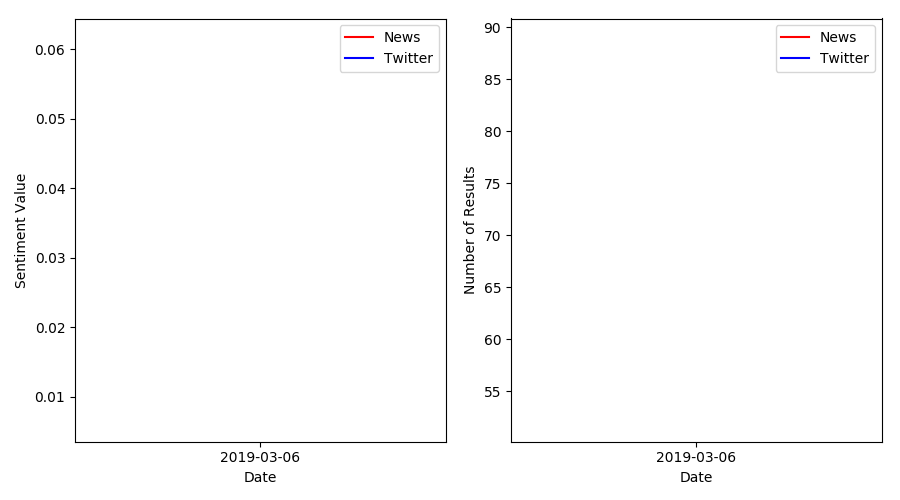 News
Twitter
0.06
0.05
0.04
0.03
0.02
0.01
Sentiment Value
2019-03-06
Date
News
Twitter
90
85
80
75
70
65
60
55
Number of Results
2019-03-06
Date